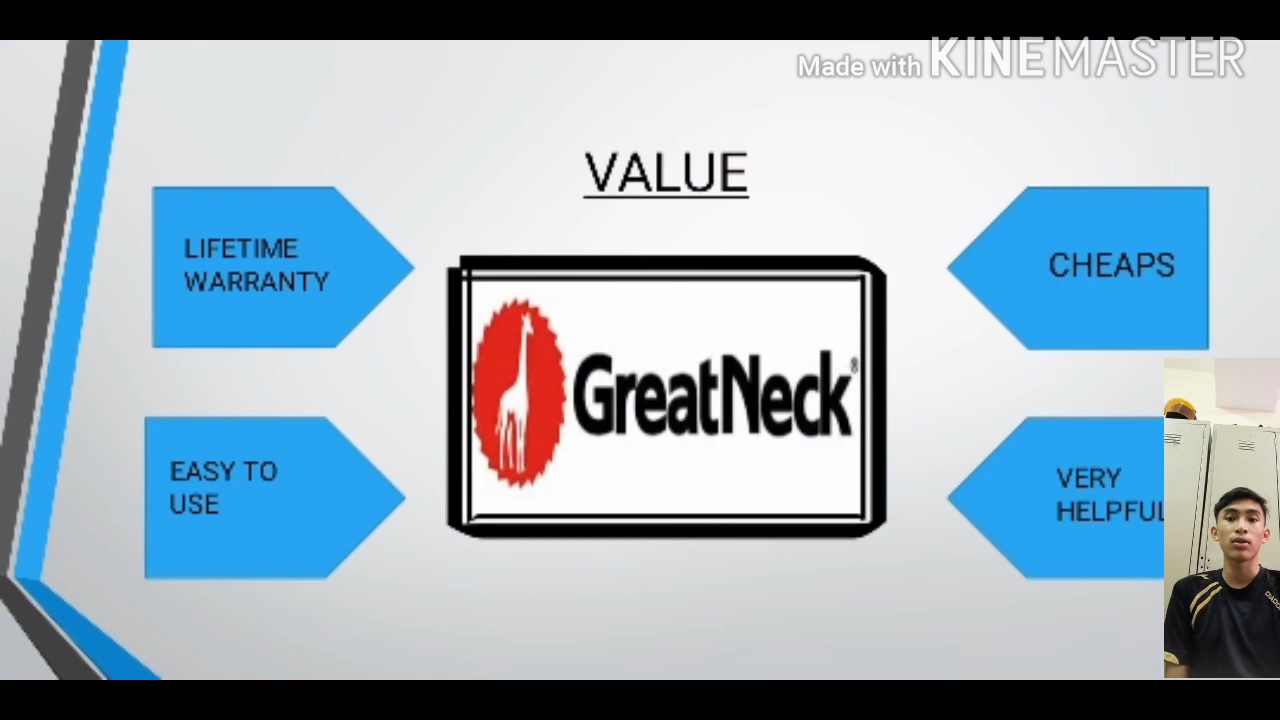 Made with KINEMASTER
VALUE
LIFETIME
WARRANTY
CHEAPS
GreatNeck®
EASY TO
USE
VERY
HELPFUL